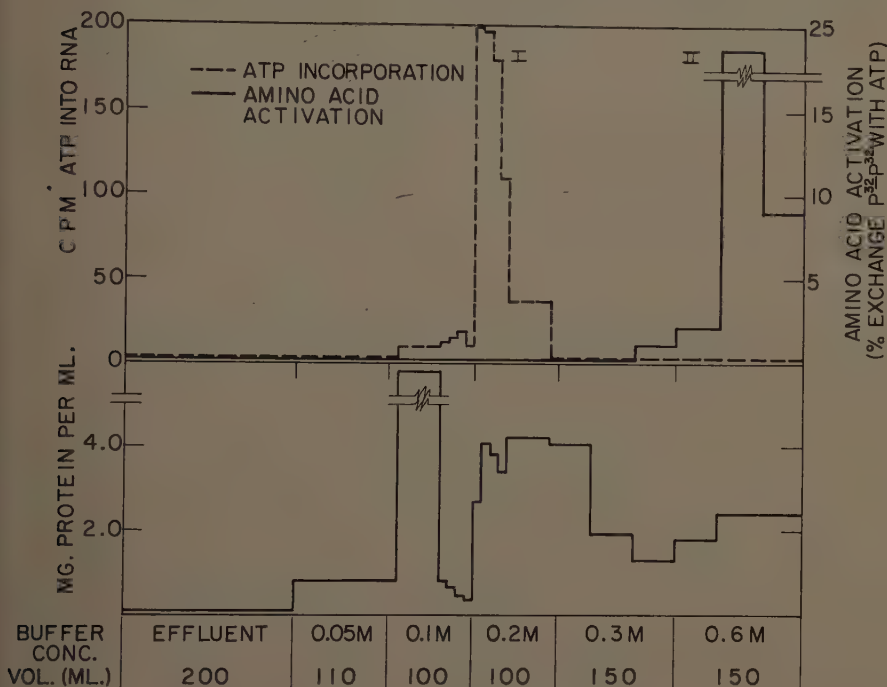 C P M ATP INTO RNA
200
150
100
50
0
--- ATP INCORPORATION
— AMINO ACID
ACTIVATION
I
II
25
15
10
5
AMINO ACID ACTIVATION
(% EXCHANGE P32P32 WITH ATP)
MG. PROTEIN PER ML.
4.0
2.0
BUFFER CONC.
EFFLUENT 0.05M 0.1M 0.2M 0.3M 0.6M
VOL. (ML.) 200 110 100 100 150 150